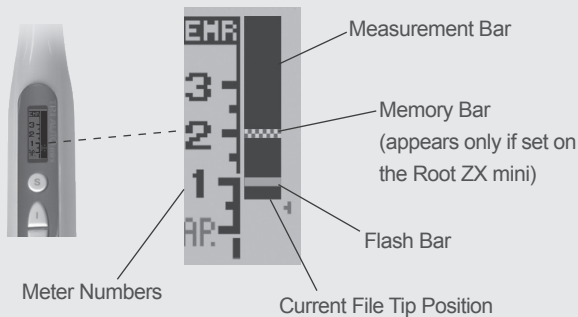 EMR
Measurement Bar
3
Memory Bar
(appears only if set on
the Root ZX mini)
2
1
S
Flash Bar
AP.
Meter Numbers
Current File Tip Position